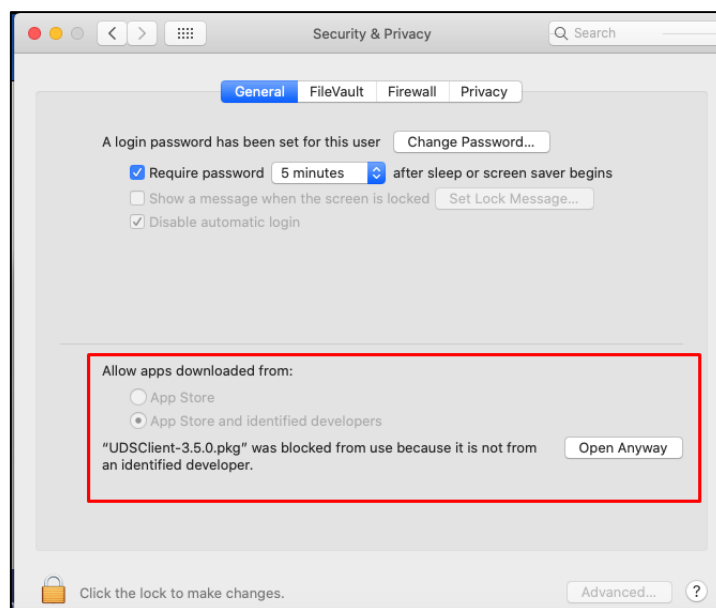 Security & Privacy
Search
General FileVault Firewall Privacy
A login password has been set for this user Change Password...
Require password 5 minutes after sleep or screen saver begins
Show a message when the screen is locked Set Lock Message...
Disable automatic login
Allow apps downloaded from:
App Store
App Store and identified developers
“UDSClient-3.5.0.pkg” was blocked from use because it is not from Open Anyway
an identified developer.
Click the lock to make changes. Advanced... ?